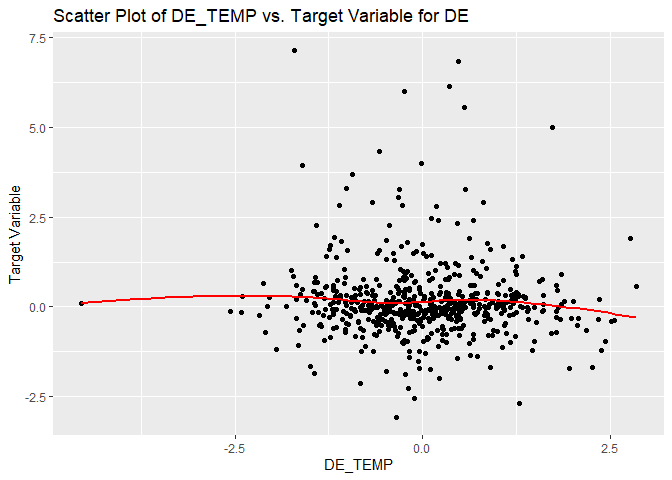 Scatter Plot of DE_TEMP vs. Target Variable for DE
7.5
5.0
2.5
0.0
-2.5
Target Variable
-2.5
0.0
2.5
DE_TEMP